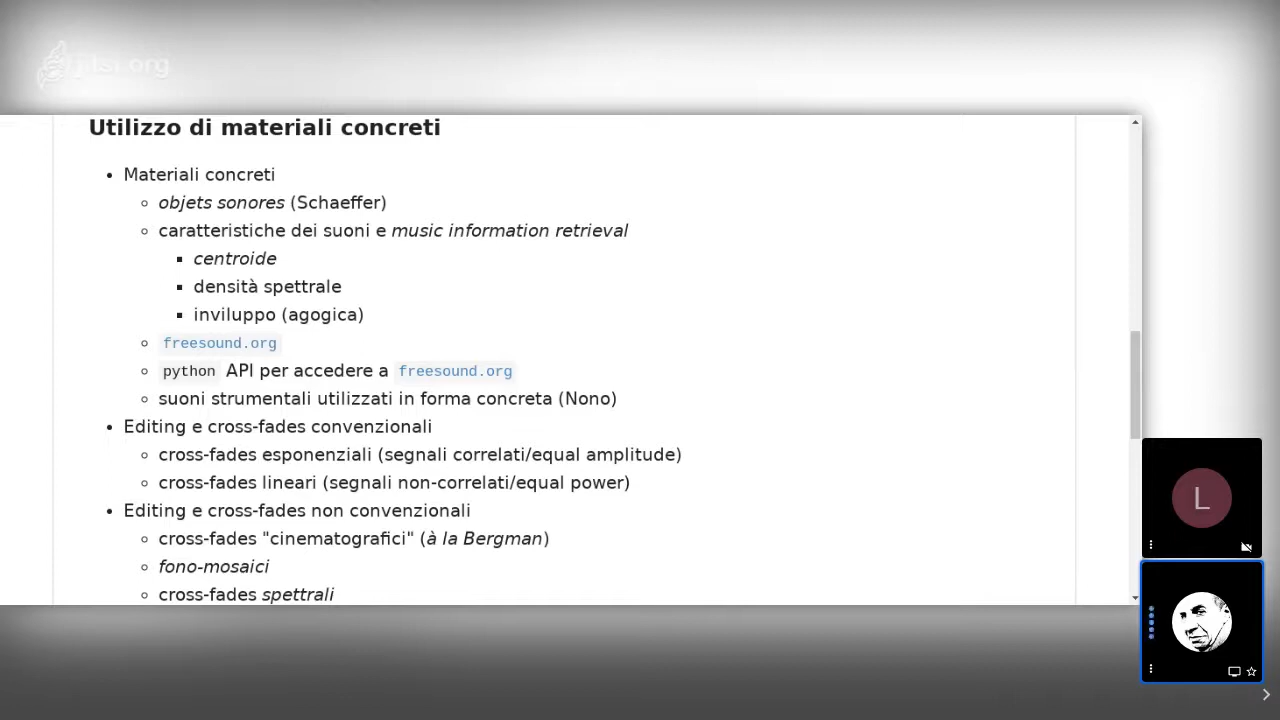 jitsi.org
Utilizzo di materiali concreti
Materiali concreti
objets sonores (Schaeffer)
caratteristiche dei suoni e music information retrieval
centroide
densità spettrale
inviluppo (agogica)
freesound.org
python API per accedere a freesound.org
suoni strumentali utilizzati in forma concreta (Nono)
Editing e cross-fades convenzionali
cross-fades esponenziali (segnali correlati/equal amplitude)
cross-fades lineari (segnali non-correlati/equal power)
Editing e cross-fades non convenzionali
cross-fades "cinematografici" (à la Bergman)
fono-mosaici
cross-fades spettrali
L